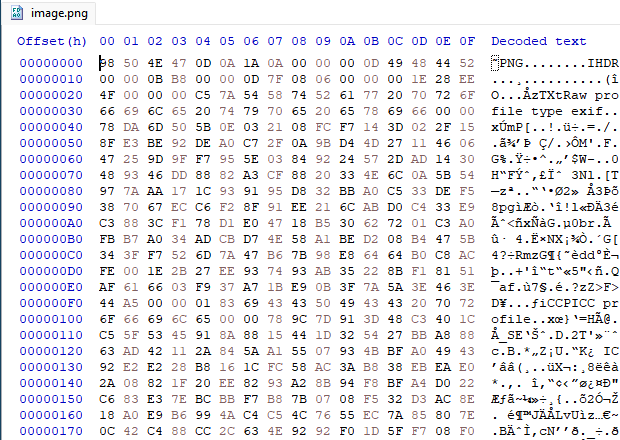 image.png
Offset(h) 00 01 02 03 04 05 06 07 08 09 0A 0B 0C 0D 0E 0F Decoded text
00000000 98 50 4E 47 0D 0A 1A 0A 00 00 00 0D 49 48 44 52 ˜PNG........IHDR
00000010 00 00 0B B8 00 00 0D 7F 08 06 00 00 00 1E 28 EE ...¸..........(î
00000020 4F 00 00 00 C5 7A 54 58 74 52 61 77 20 70 72 6F O...ÅzTXtRaw pro
00000030 66 69 6C 65 20 74 79 70 65 20 65 78 69 66 00 00 file type exif..
00000040 78 DA 6D 50 5B 0E 03 21 08 FC F7 14 3D 02 2F 15 xÚmP[..!.ü÷.=./.
00000050 8F E3 BE 92 DE A0 C7 2F 0A 9B D4 4D 27 11 46 06 .ã¾’Þ Ç/.›ÔM'.F.
00000060 47 25 9D 9F F7 95 5E 03 84 92 24 57 2D AD 14 30 G%.Ÿ÷•^.„’$W-­.0
00000070 48 93 46 DD 88 82 A3 CF 88 20 33 4E 6C 0A 5B 54 H“FÝˆ‚£Ïˆ 3Nl.[T
00000080 97 7A AA 17 1C 93 91 95 D8 32 BB A0 C5 33 DE F5 —zª..“‘•Ø2» Å3Þõ
00000090 38 70 67 EC C6 F2 8F 91 EE 21 6C AB D0 C4 33 E9 8pgìÆò.‘î!l«ÐÄ3é
000000A0 C3 88 3C F1 78 D1 E0 47 18 B5 30 62 72 01 C3 A0 Ãˆ<ñxÑàG.µ0br.Ã
000000B0 FB B7 A0 34 AD CB D7 4E 58 A1 BE D2 08 B4 47 5B û· 4­Ë×NX¡¾Ò.´G[
000000C0 34 3F F7 52 6D 7A 47 B6 7B 98 E8 64 64 B0 C8 AC 4?÷RmzG¶{˜èdd°È¬
000000D0 FE 00 1E 2B 27 EE 93 74 93 AB 35 22 8B F1 81 51 þ..+'î“t“«5"‹ñ.Q
000000E0 AF 61 66 03 F9 37 A7 1B E9 0B 3F 7A 5A 3E 46 3E ¯af.ù7§.é.?zZ>F>
000000F0 44 A5 00 00 01 83 69 43 43 50 49 43 43 20 70 72 D¥...ƒiCCPICC pr
00000100 6F 66 69 6C 65 00 00 78 9C 7D 91 3D 48 C3 40 1C ofile..xœ}‘=HÃ@.
00000110 C5 5F 53 45 91 8A 88 15 44 1D 32 54 27 BB A8 88 Å_SE‘Šˆ.D.2T'»¨ˆ
00000120 63 AD 42 11 2A 84 5A A1 55 07 93 4B BF A0 49 43 c­B.*„Z¡U.“K¿ IC
00000130 92 E2 E2 28 B8 16 1C FC 58 AC 3A B8 38 EB EA E0 ’ââ(¸..üX¬:¸8ëêà
00000140 2A 08 82 1F 20 EE 82 93 A2 8B 94 F8 BF A4 D0 22 *.‚. î‚“¢‹”ø¿¤Ð"
00000150 C6 83 E3 7E BC BB F7 B8 7B 07 08 F5 32 D3 AC 8E Æƒã~¼»÷¸{..õ2Ó¬Ž
00000160 18 A0 E9 B6 99 4A C4 C5 4C 76 55 EC 7A 85 80 7E . é¶™JÄÅLvUìz…€~
00000170 0C 42 C4 88 CC 2C 63 4E 92 92 F0 1D 5F F7 08 F0 .BÄˆÌ,cN’’ð._÷.ð